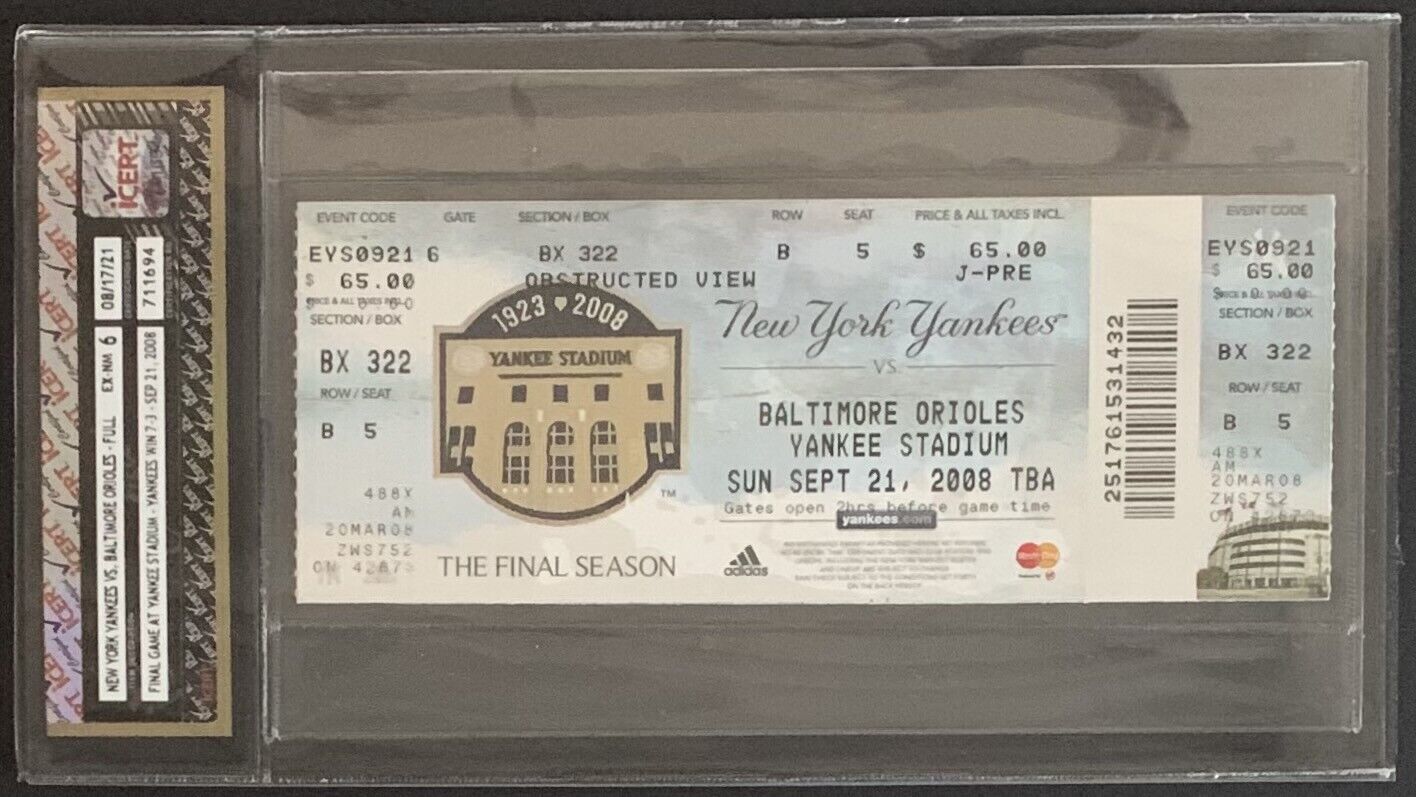 iCERT
08/17/21
711694
NEW YORK YANKEES VS. BALTIMORE ORIOLES - FULL EX-NM 6
FINAL GAME AT YANKEE STADIUM - YANKEES WIN 7-3 - SEP 21, 2008
EVENT CODE GATE SECTION / BOX ROW SEAT PRICE & ALL TAXES INCL.
EYS0921 6 BX 322 B 5 $ 65.00
$ 65.00 OBSTRUCTED VIEW J-PRE
SECTION / BOX
BX 322
ROW / SEAT
B 5
488X
AM
20MAR08
ZWS752
1923 2008
YANKEE STADIUM
TM
THE FINAL SEASON
New York Yankees
VS.
BALTIMORE ORIOLES
YANKEE STADIUM
SUN SEPT 21, 2008 TBA
Gates open 2hrs before game time
yankees.com
adidas
251761531432
EVENT CODE
EYS0921
$ 65.00
SECTION / BOX
BX 322
ROW / SEAT
B 5
488X
AM
20MAR08
ZWS752